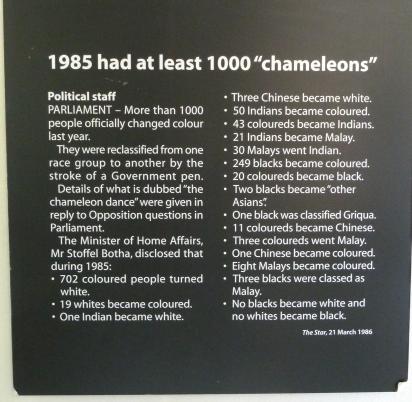 1985 had at least 1000 “chameleons”
Political staff
PARLIAMENT – More than 1000
people officially changed colour
last year.
They were reclassified from one
race group to another by the
stroke of a Government pen.
Details of what is dubbed “the
chameleon dance” were given in
reply to Opposition questions in
Parliament.
The Minister of Home Affairs,
Mr Stoffel Botha, disclosed that
during 1985:
• 702 coloured people turned
white.
• 19 whites became coloured.
• One Indian became white.
• Three Chinese became white.
• 50 Indians became coloured.
• 43 coloureds became Indians.
• 21 Indians became Malay.
• 30 Malays went Indian.
• 249 blacks became coloured.
• 20 coloureds became black.
• Two blacks became “other
Asians”.
• One black was classified Griqua.
• 11 coloureds became Chinese.
• Three coloureds went Malay.
• One Chinese became coloured.
• Eight Malays became coloured.
• Three blacks were classed as
Malay.
• No blacks became white and
no whites became black.
The Star, 21 March 1986